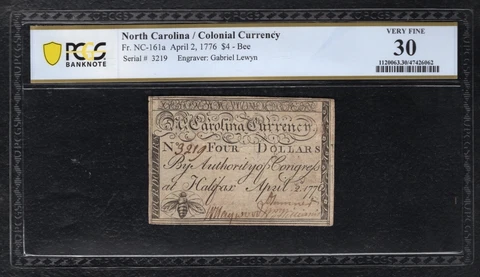 PCGS
BANKNOTE
North Carolina / Colonial Currency
Fr. NC-161a April 2, 1776 $4 - Bee
Serial # 3219 Engraver: Gabriel Lewyn
VERY FINE
30
1120063.30/47426062
N. Carolina Currency.
No 3219 FOUR DOLLARS
By Authority of Congress
at Halifax April 2. 1776